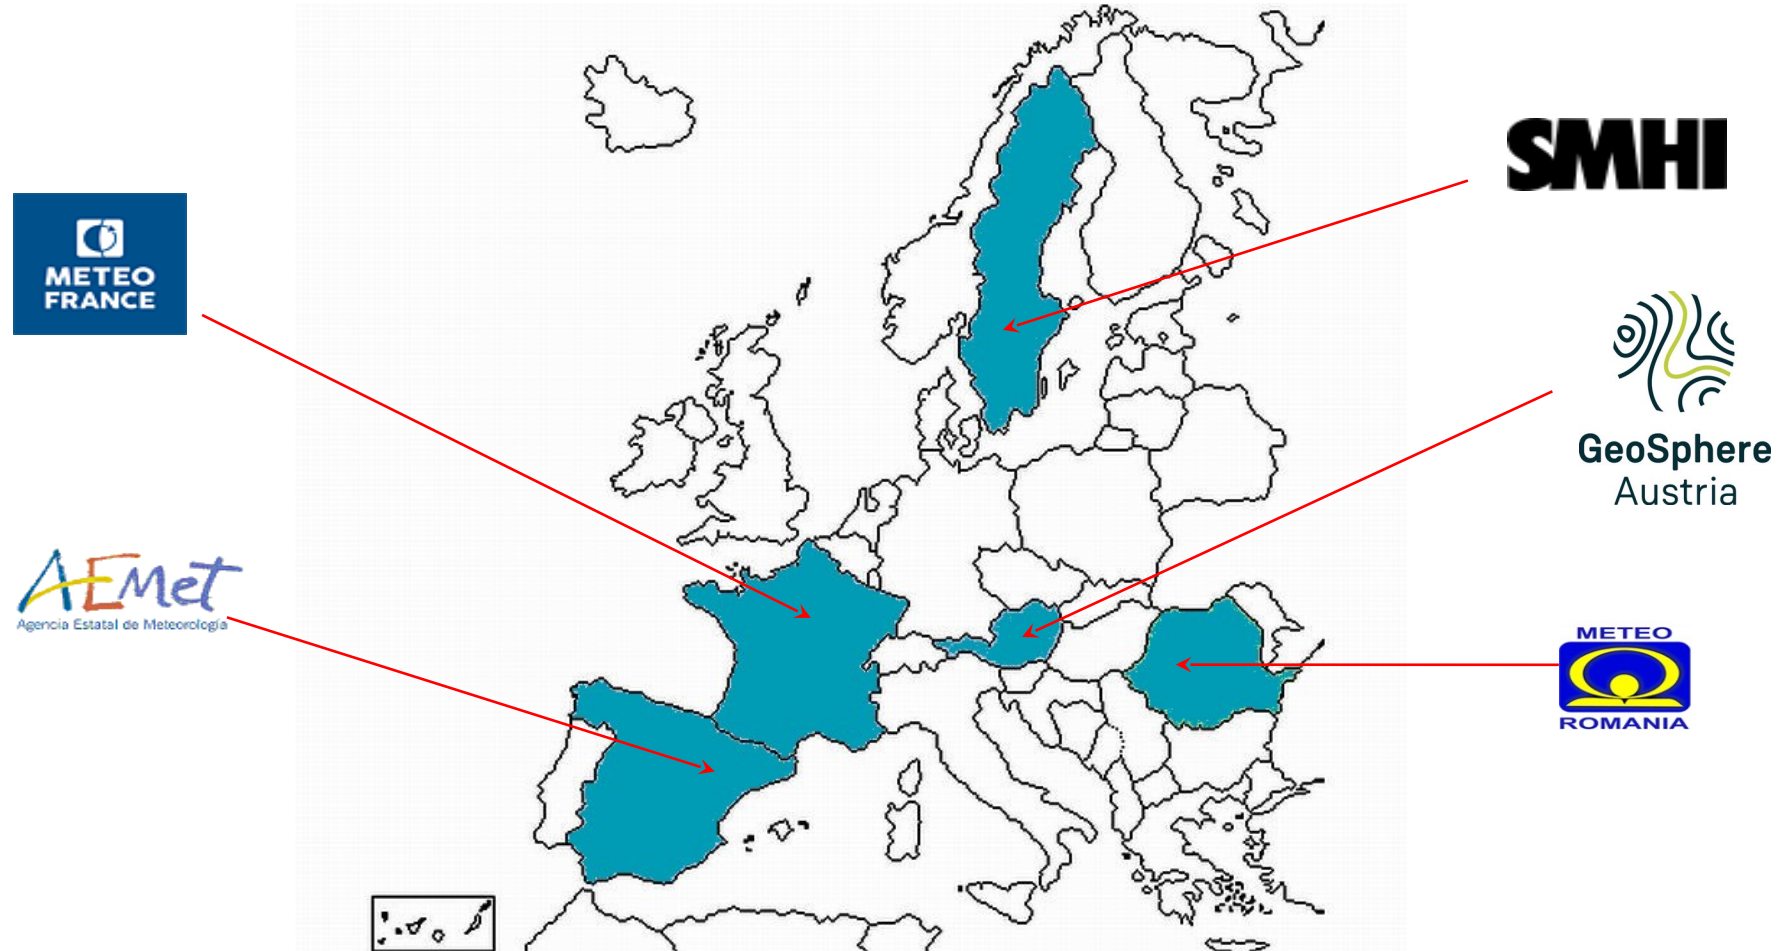 METEO
FRANCE
AEMet
Agencia Estatal de Meteorología
SMHI
GeoSphere
Austria
METEO
ROMANIA